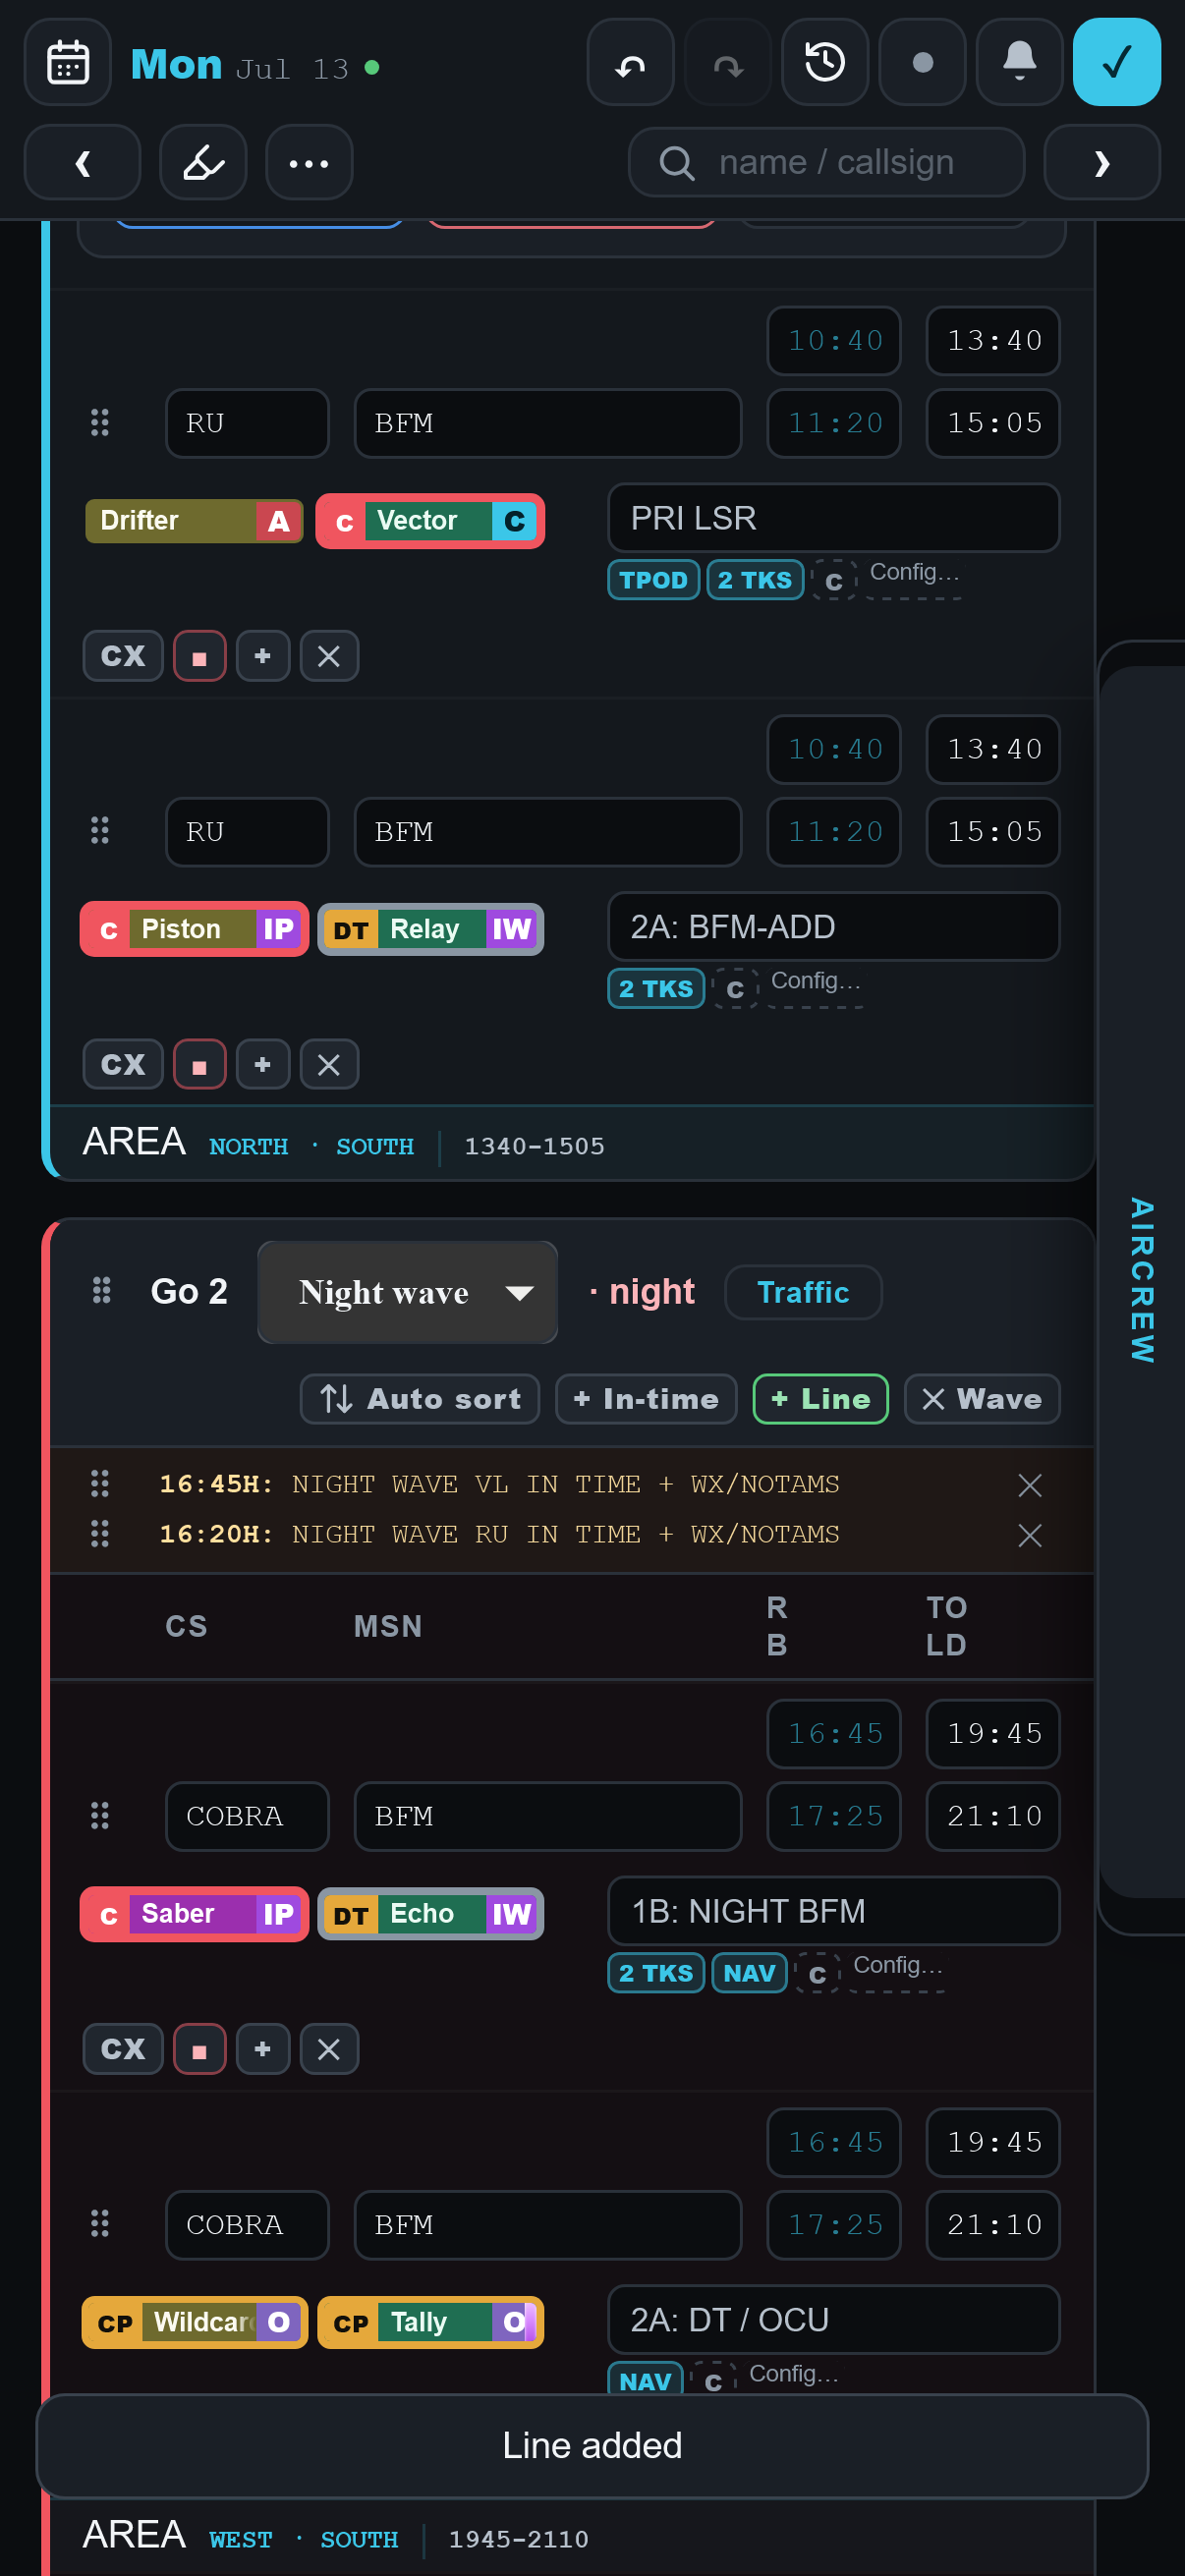 Mon Jul 13
name / callsign
10:40 13:40
RU BFM 11:20 15:05
Drifter A C Vector C PRI LSR
TPOD 2 TKS C Config...
CX +
10:40 13:40
RU BFM 11:20 15:05
C Piston IP DT Relay IW 2A: BFM-ADD
2 TKS C Config...
CX +
AREA NORTH · SOUTH 1340-1505
AIRCREW
Go 2 Night wave · night Traffic
Auto sort + In-time + Line × Wave
16:45H: NIGHT WAVE VL IN TIME + WX/NOTAMS
16:20H: NIGHT WAVE RU IN TIME + WX/NOTAMS
CS MSN R TO
B LD
16:45 19:45
COBRA BFM 17:25 21:10
C Saber IP DT Echo IW 1B: NIGHT BFM
2 TKS NAV C Config...
CX +
16:45 19:45
COBRA BFM 17:25 21:10
CP Wildcar O CP Tally O 2A: DT / OCU
NAV C Config...
Line added
AREA WEST · SOUTH 1945-2110